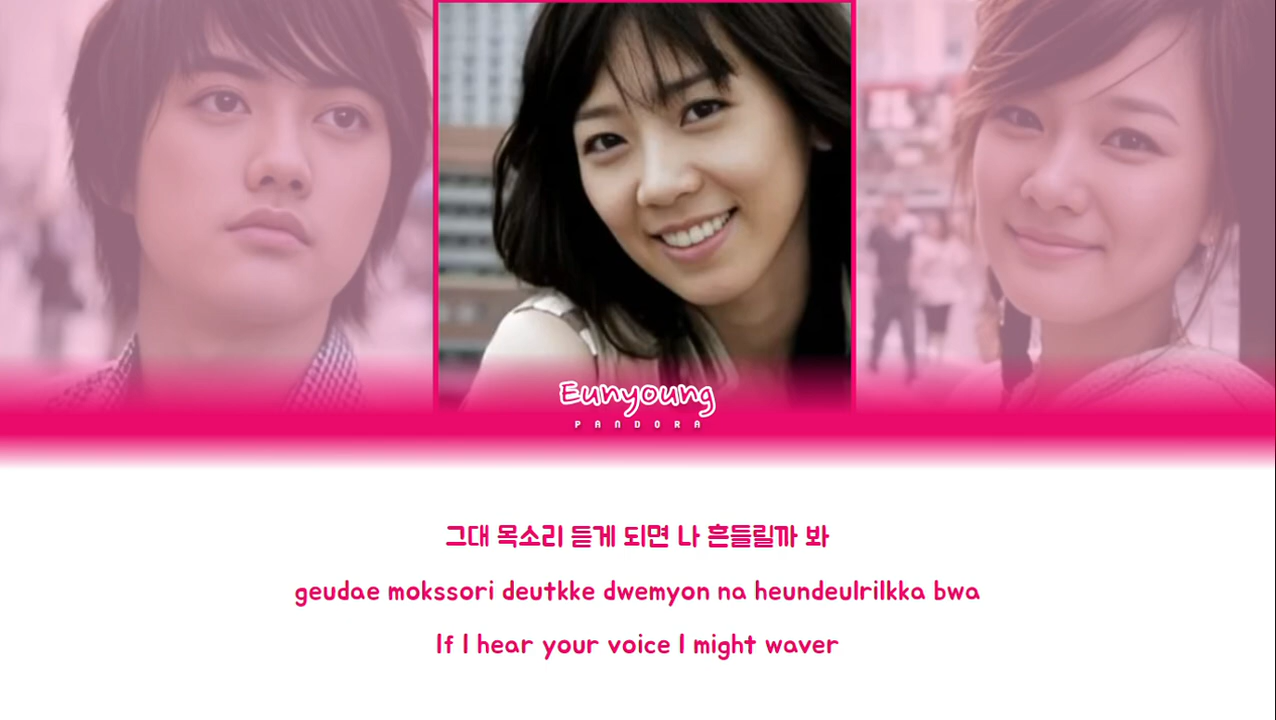 Eunyoung
PANDORA
그대 목소리 듣게 되면 나 흔들릴까 봐
geudae mokssori deutkke dwemyon na heundeulrilkka bwa
If I hear your voice I might waver